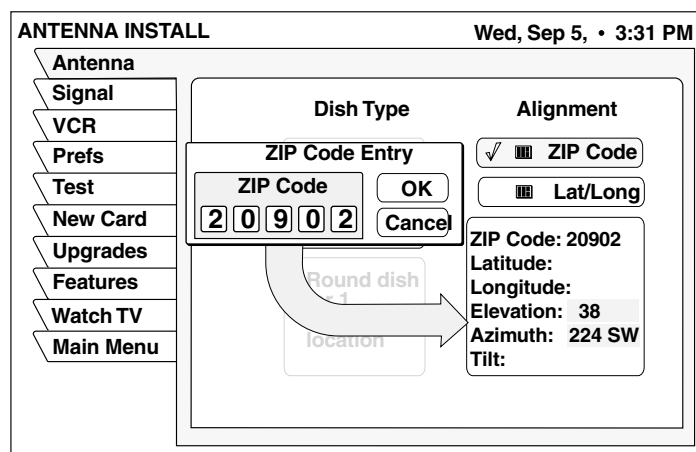 ANTENNA INSTALL
Wed, Sep 5, • 3:31 PM
Antenna
Signal
VCR
Prefs
Test
New Card
Upgrades
Features
Watch TV
Main Menu
Dish Type
Alignment
ZIP Code
Lat/Long
ZIP Code Entry
ZIP Code
2 0 9 0 2
OK
Cancel
Round dish
1
location
ZIP Code: 20902
Latitude:
Longitude:
Elevation: 38
Azimuth: 224 SW
Tilt: